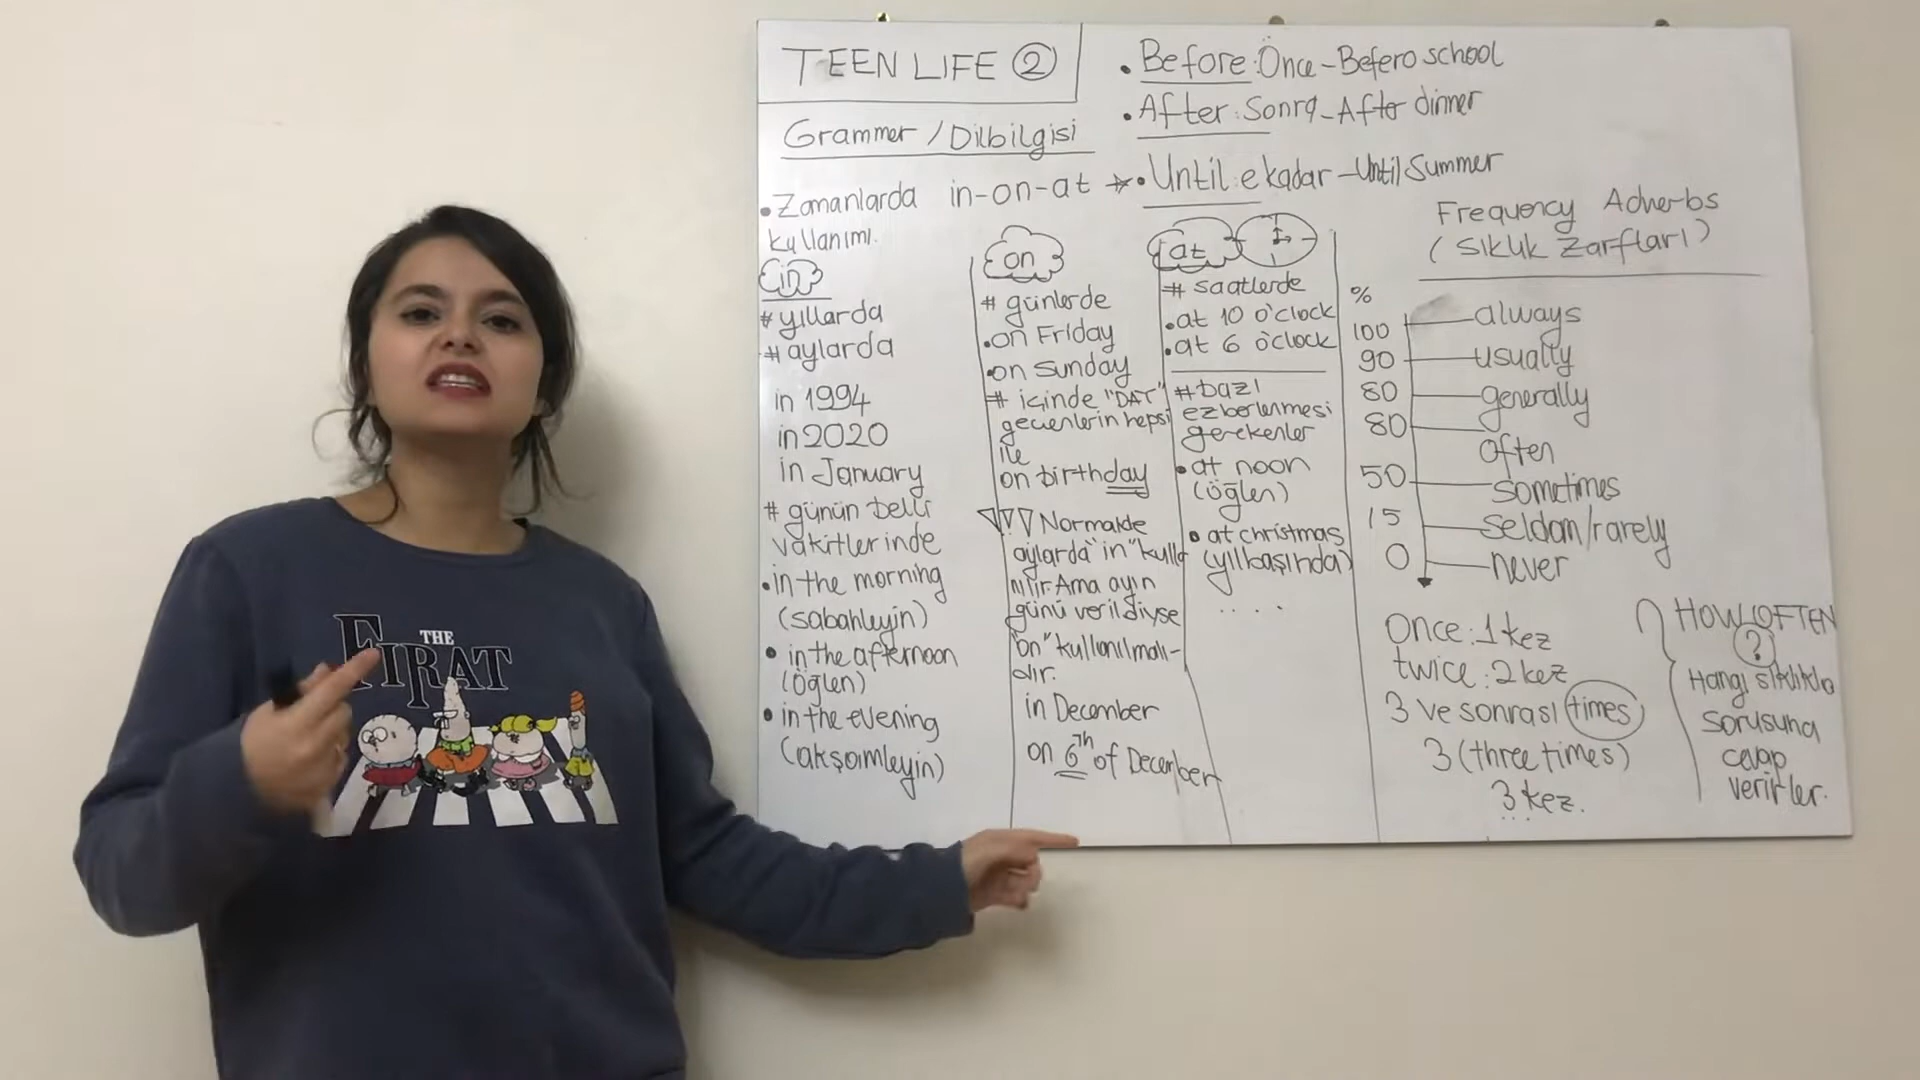 TEEN LIFE ②
Grammer / Dilbilgisi
• Before: Önce - Befero school
• After: Sonra - After dinner
• Zamanlarda in-on-at → • Until: e kadar - Until Summer
kullanımı.
in
# yıllarda
# aylarda
in 1994
in 2020
in January
# günün belli
vakitlerinde
• in the morning
(sabahleyin)
• in the afternoon
(öğlen)
• in the evening
(akşamleyin)
on
# günlerde
• on Friday
• on Sunday
# içinde "DAY"
geçenlerin hepsi
ile
on birthday
Normalde
aylarda "in" kulla
nılır. Ama ayın
günü verildiyse
"on" kullanılmalı-
dır.
in December
on 6th of December
at
# saatlerde
• at 10 o'clock
• at 6 o'clock
# bazı
ezberlenmesi
gerekenler
• at noon
(öğlen)
• at christmas
(yılbaşında)
....
Frequency Adverbs
(Sıklık Zarfları)
%
100 always
90 usually
80 generally
80 often
50 sometimes
15 seldom/rarely
0 never
Once: 1 kez
twice: 2 kez
3 ve sonrası times
3 (three times)
3 kez.
...
HOW OFTEN
?
Hangi sıklıkla
sorusuna
cevap
verirler.
THE
FIRAT